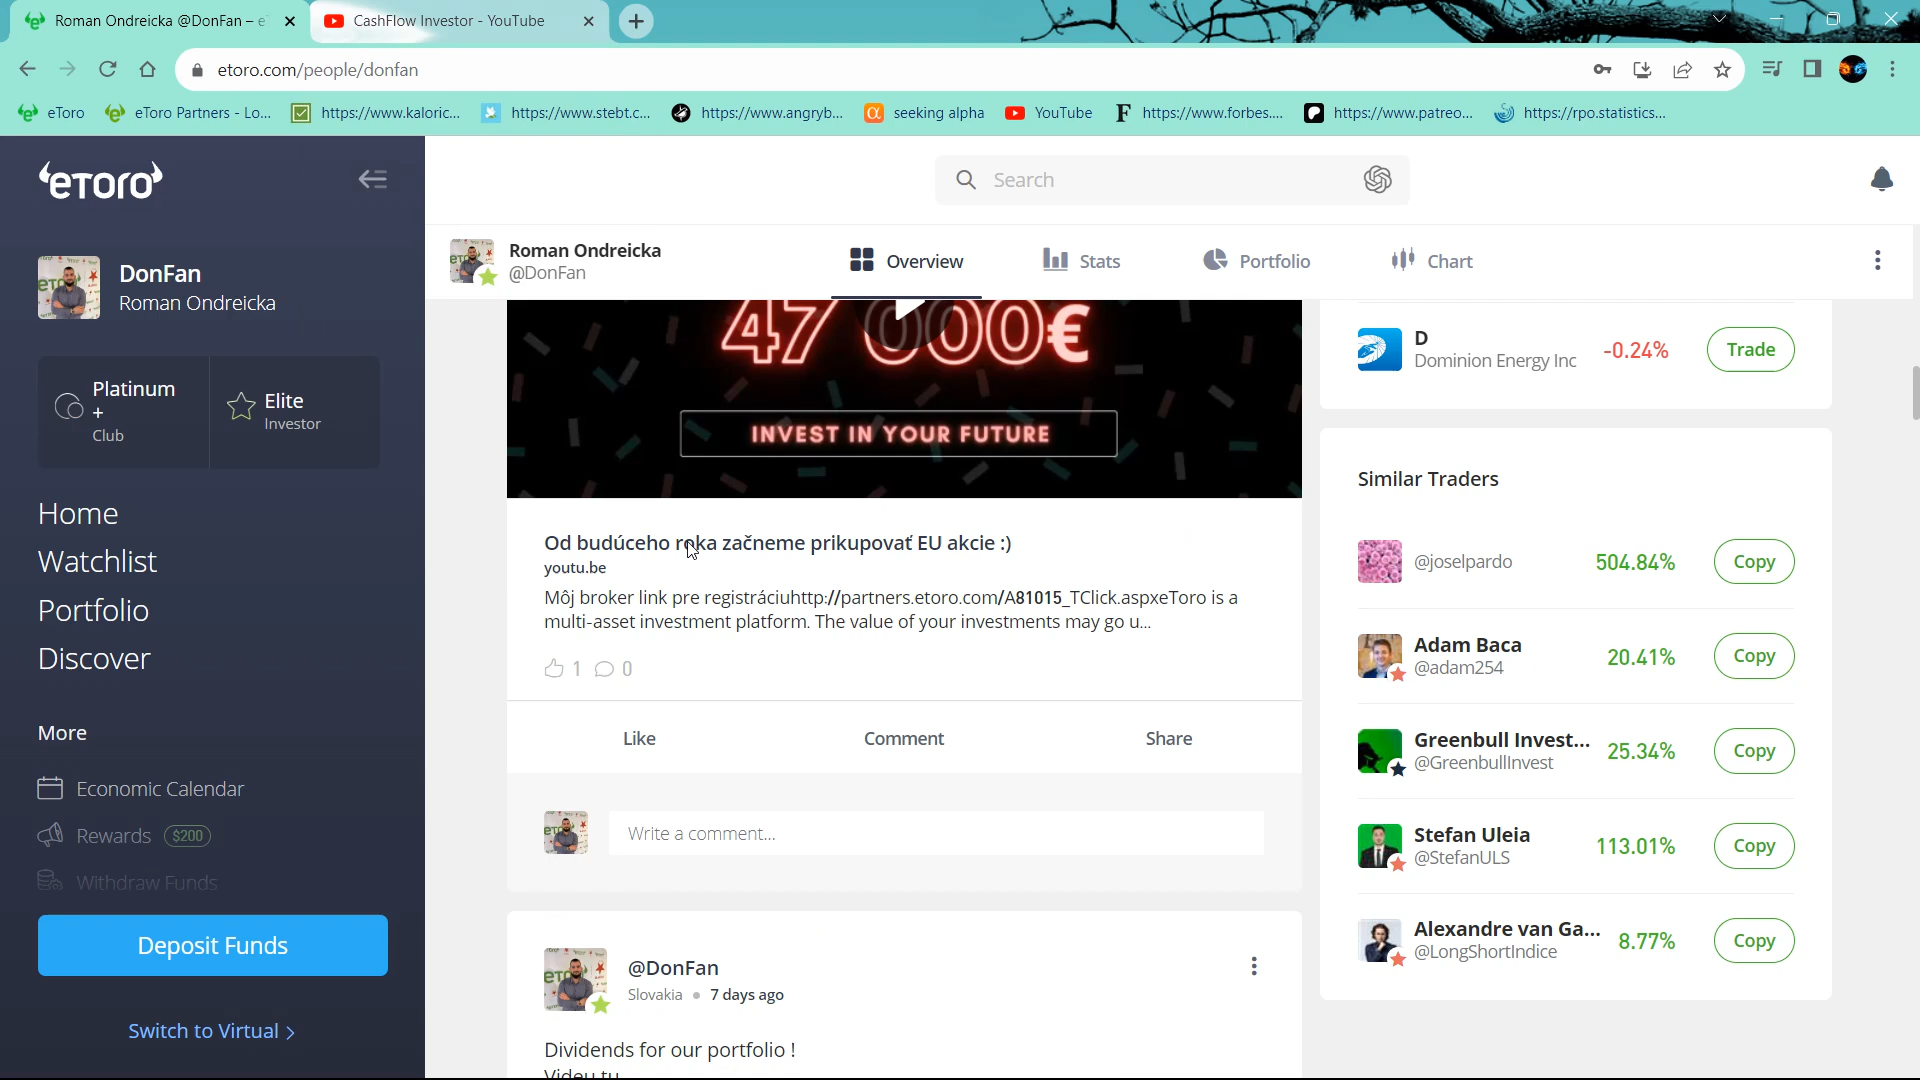 Roman Ondreicka @DonFan – e
CashFlow Investor - YouTube
etoro.com/people/donfan
eToro
eToro Partners - Lo...
https://www.kaloric...
https://www.stebt.c...
https://www.angryb...
seeking alpha
YouTube
https://www.forbes....
https://www.patreo...
https://rpo.statistics...
eToro
DonFan
Roman Ondreicka
Platinum
+
Club
Elite
Investor
Home
Watchlist
Portfolio
Discover
More
Economic Calendar
Rewards $200
Withdraw Funds
Deposit Funds
Switch to Virtual >
Search
Roman Ondreicka
@DonFan
Overview
Stats
Portfolio
Chart
47 000€
INVEST IN YOUR FUTURE
Od budúceho roka začneme prikupovať EU akcie :)
youtu.be
Môj broker link pre registráciuhttp://partners.etoro.com/A81015_TClick.aspxeToro is a
multi-asset investment platform. The value of your investments may go u...
1 0
Like
Comment
Share
Write a comment...
@DonFan
Slovakia • 7 days ago
Dividends for our portfolio !
Videu tu
D
Dominion Energy Inc
-0.24%
Trade
Similar Traders
@joselpardo
504.84%
Copy
Adam Baca
@adam254
20.41%
Copy
Greenbull Invest...
@GreenbullInvest
25.34%
Copy
Stefan Uleia
@StefanULS
113.01%
Copy
Alexandre van Ga...
@LongShortIndice
8.77%
Copy